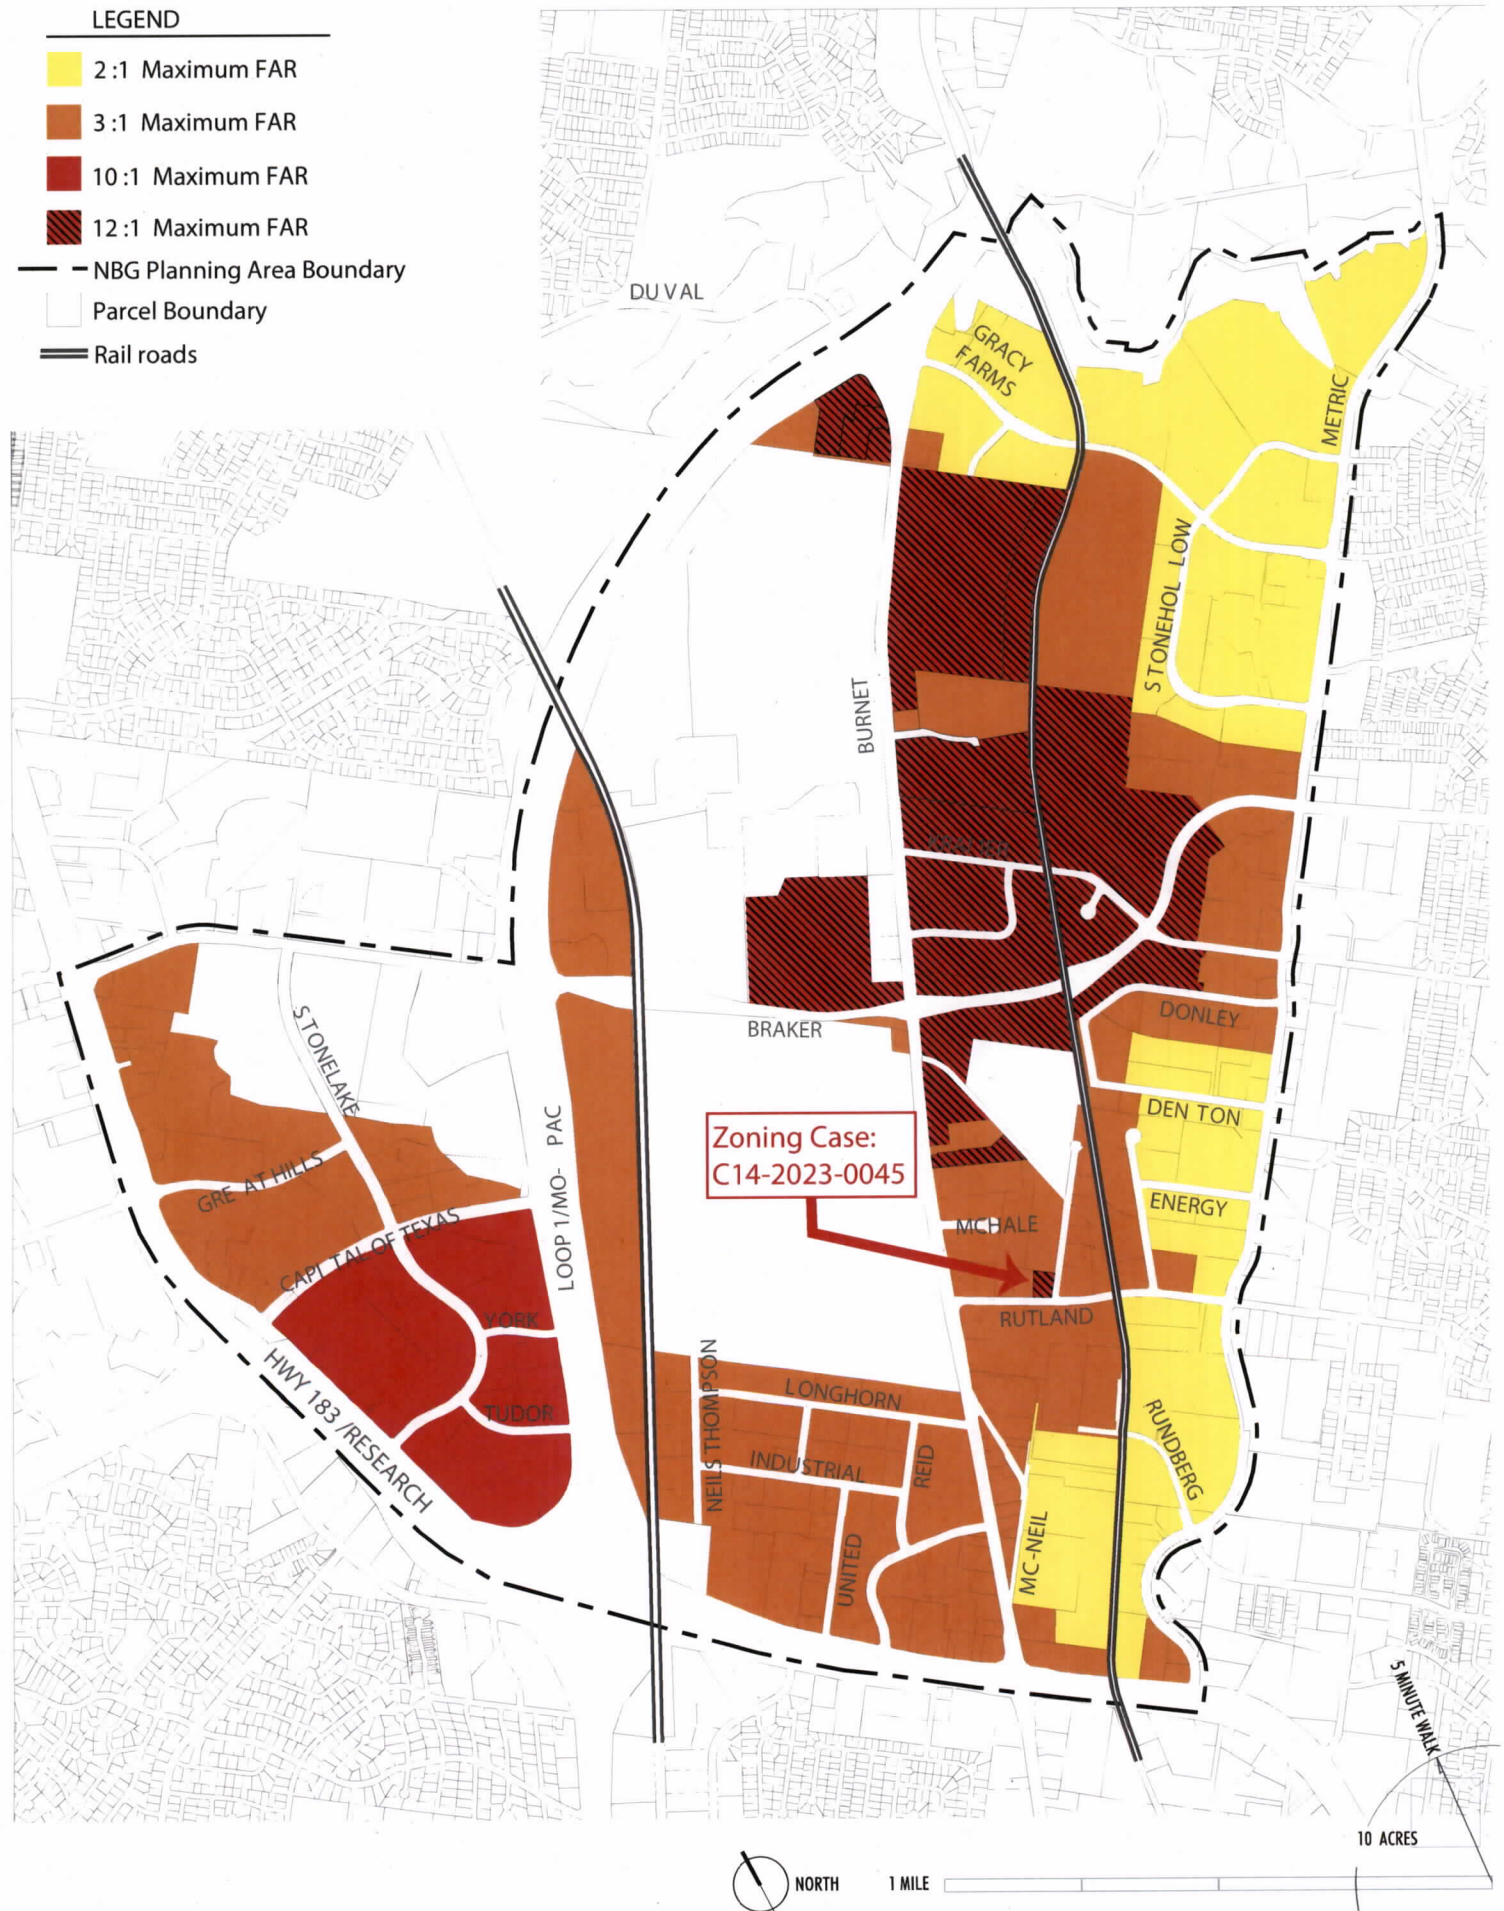 LEGEND
2:1 Maximum FAR
3:1 Maximum FAR
10:1 Maximum FAR
12:1 Maximum FAR
NBG Planning Area Boundary
Parcel Boundary
Rail roads
DUVAL
GRACY
FARMS
METRIC
STONEHOL LOW
BURNET
DONLEY
BRAKER
STONELAKE
DEN TON
LOOP 1/MO- PAC
Zoning Case:
C14-2023-0045
GRE AT HILLS
ENERGY
CAPI TAL OF TEXAS
MCHALE
YORK
RUTLAND
HWY 183 /RESEARCH
NEILS THOMPSON
LONGHORN
TUDOR
RUNDBERG
INDUSTRIAL
REID
UNITED
MC-NEIL
5 MINUTE WALK
10 ACRES
NORTH
1 MILE